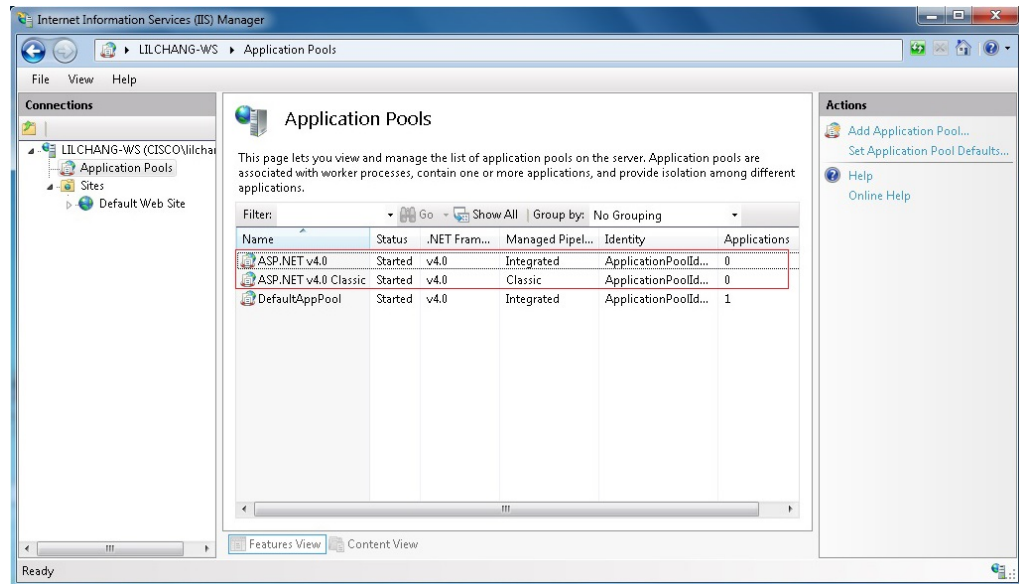 Internet Information Services (IIS) Manager
LILCHANG-WS Application Pools
File View Help
Connections
LILCHANG-WS (CISCO\lilchar
Application Pools
Sites
Default Web Site
Application Pools
This page lets you view and manage the list of application pools on the server. Application pools are
associated with worker processes, contain one or more applications, and provide isolation among different
applications.
Filter: Go Show All Group by: No Grouping
Name Status .NET Fram... Managed Pipel... Identity Applications
ASP.NET v4.0 Started v4.0 Integrated ApplicationPoolId... 0
ASP.NET v4.0 Classic Started v4.0 Classic ApplicationPoolId... 0
DefaultAppPool Started v4.0 Integrated ApplicationPoolId... 1
Features View Content View
Actions
Add Application Pool...
Set Application Pool Defaults...
Help
Online Help
Ready